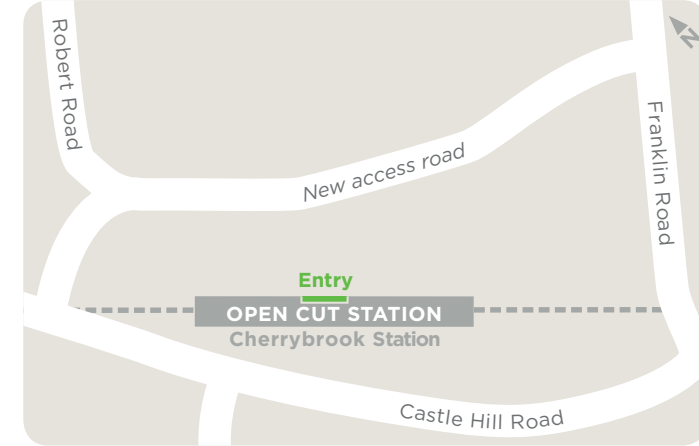 Robert Road
N
Franklin Road
New access road
Entry
OPEN CUT STATION
Cherrybrook Station
Castle Hill Road